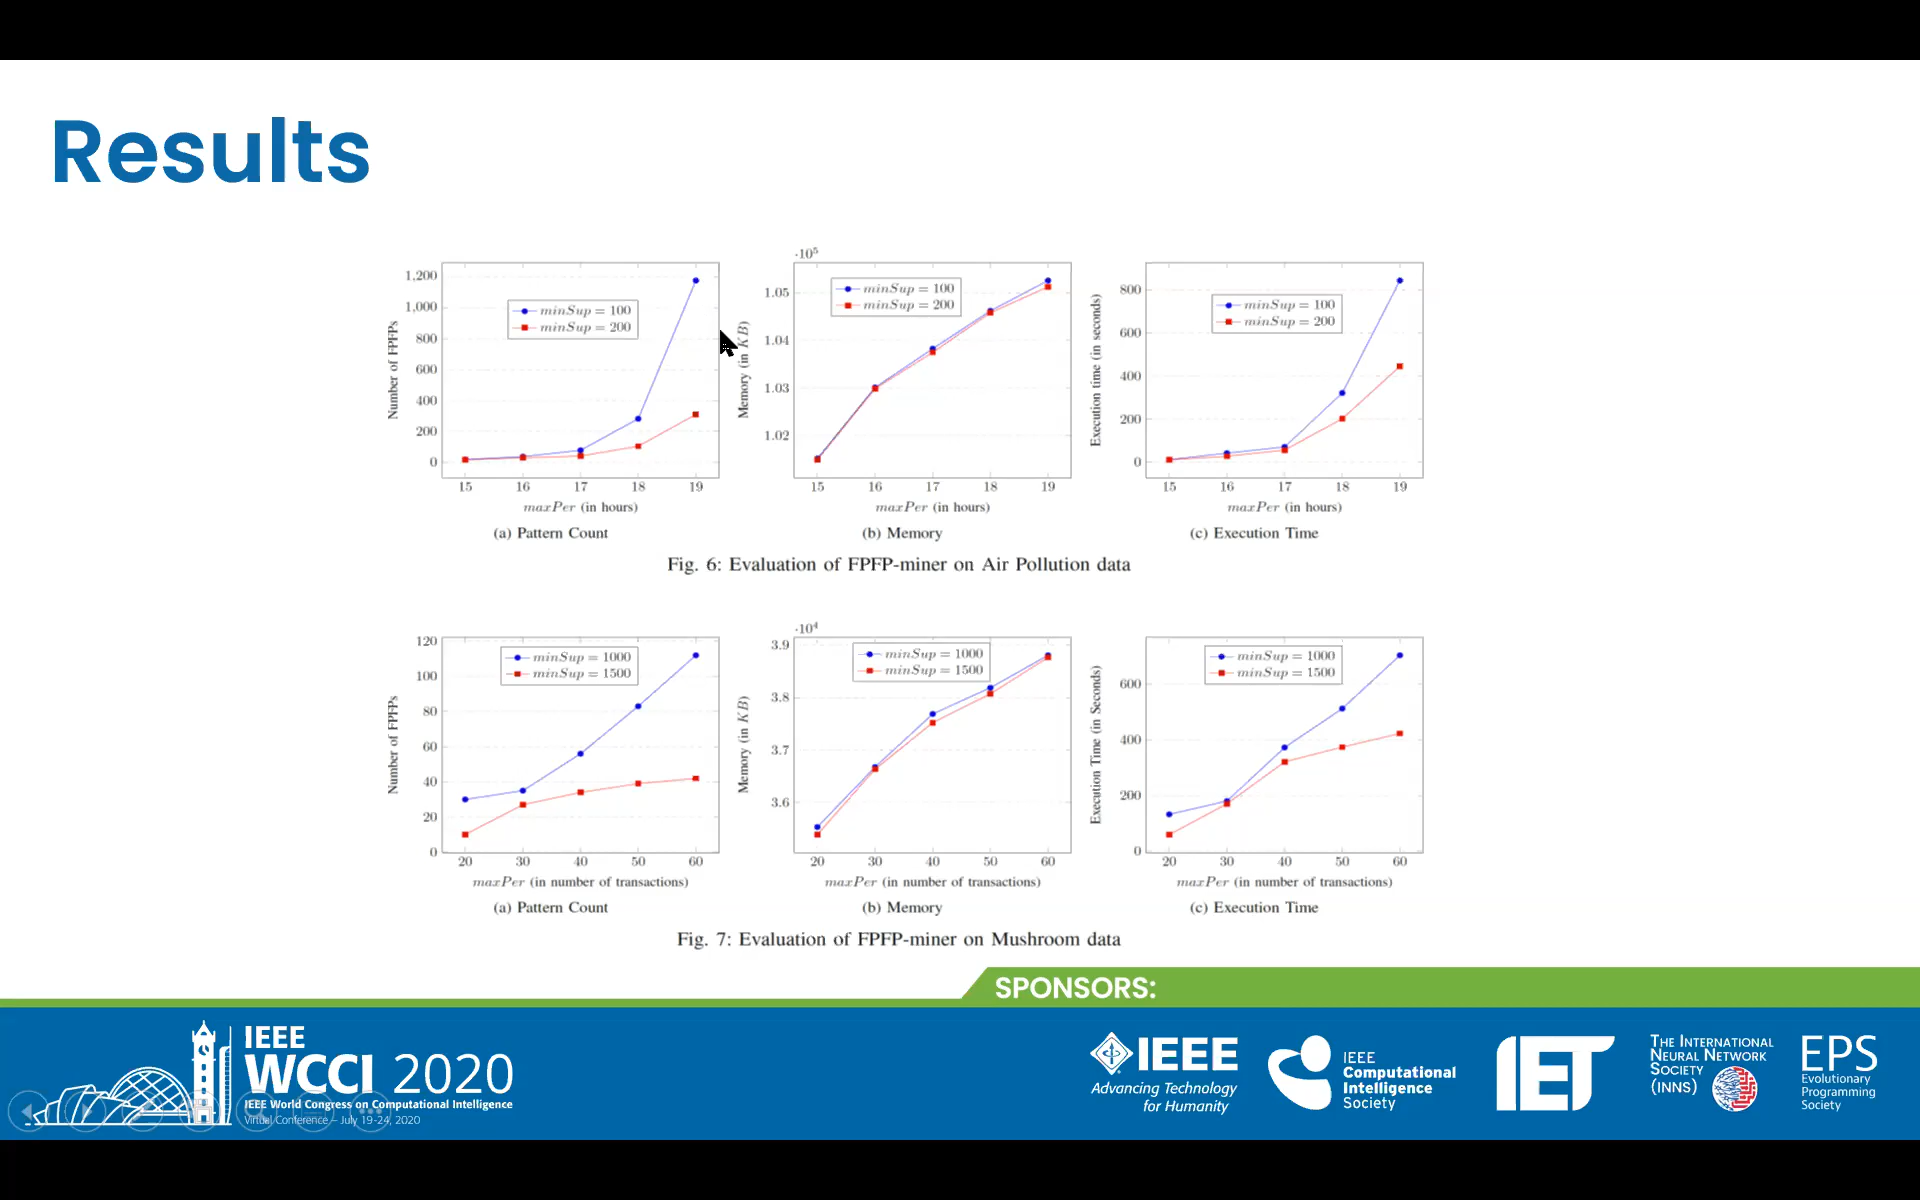 Results
1,200
1,000
800
600
400
200
0
Number of FPFPs
minSup = 100
minSup = 200
15 16 17 18 19
maxPer (in hours)
(a) Pattern Count
·10⁵
1.05
1.04
1.03
1.02
Memory (in KB)
minSup = 100
minSup = 200
15 16 17 18 19
maxPer (in hours)
(b) Memory
800
600
400
200
0
Execution time (in seconds)
minSup = 100
minSup = 200
15 16 17 18 19
maxPer (in hours)
(c) Execution Time
Fig. 6: Evaluation of FPFP-miner on Air Pollution data
120
100
80
60
40
20
0
Number of FPFPs
minSup = 1000
minSup = 1500
20 30 40 50 60
maxPer (in number of transactions)
(a) Pattern Count
·10⁴
3.9
3.8
3.7
3.6
Memory (in KB)
minSup = 1000
minSup = 1500
20 30 40 50 60
maxPer (in number of transactions)
(b) Memory
600
400
200
0
Execution Time (in Seconds)
minSup = 1000
minSup = 1500
20 30 40 50 60
maxPer (in number of transactions)
(c) Execution Time
Fig. 7: Evaluation of FPFP-miner on Mushroom data
SPONSORS:
IEEE
WCCI 2020
IEEE World Congress on Computational Intelligence
Virtual Conference – July 19-24, 2020
IEEE
Advancing Technology
for Humanity
IEEE
Computational
Intelligence
Society
IET
THE INTERNATIONAL
NEURAL NETWORK
SOCIETY
(INNS)
EPS
Evolutionary
Programming
Society